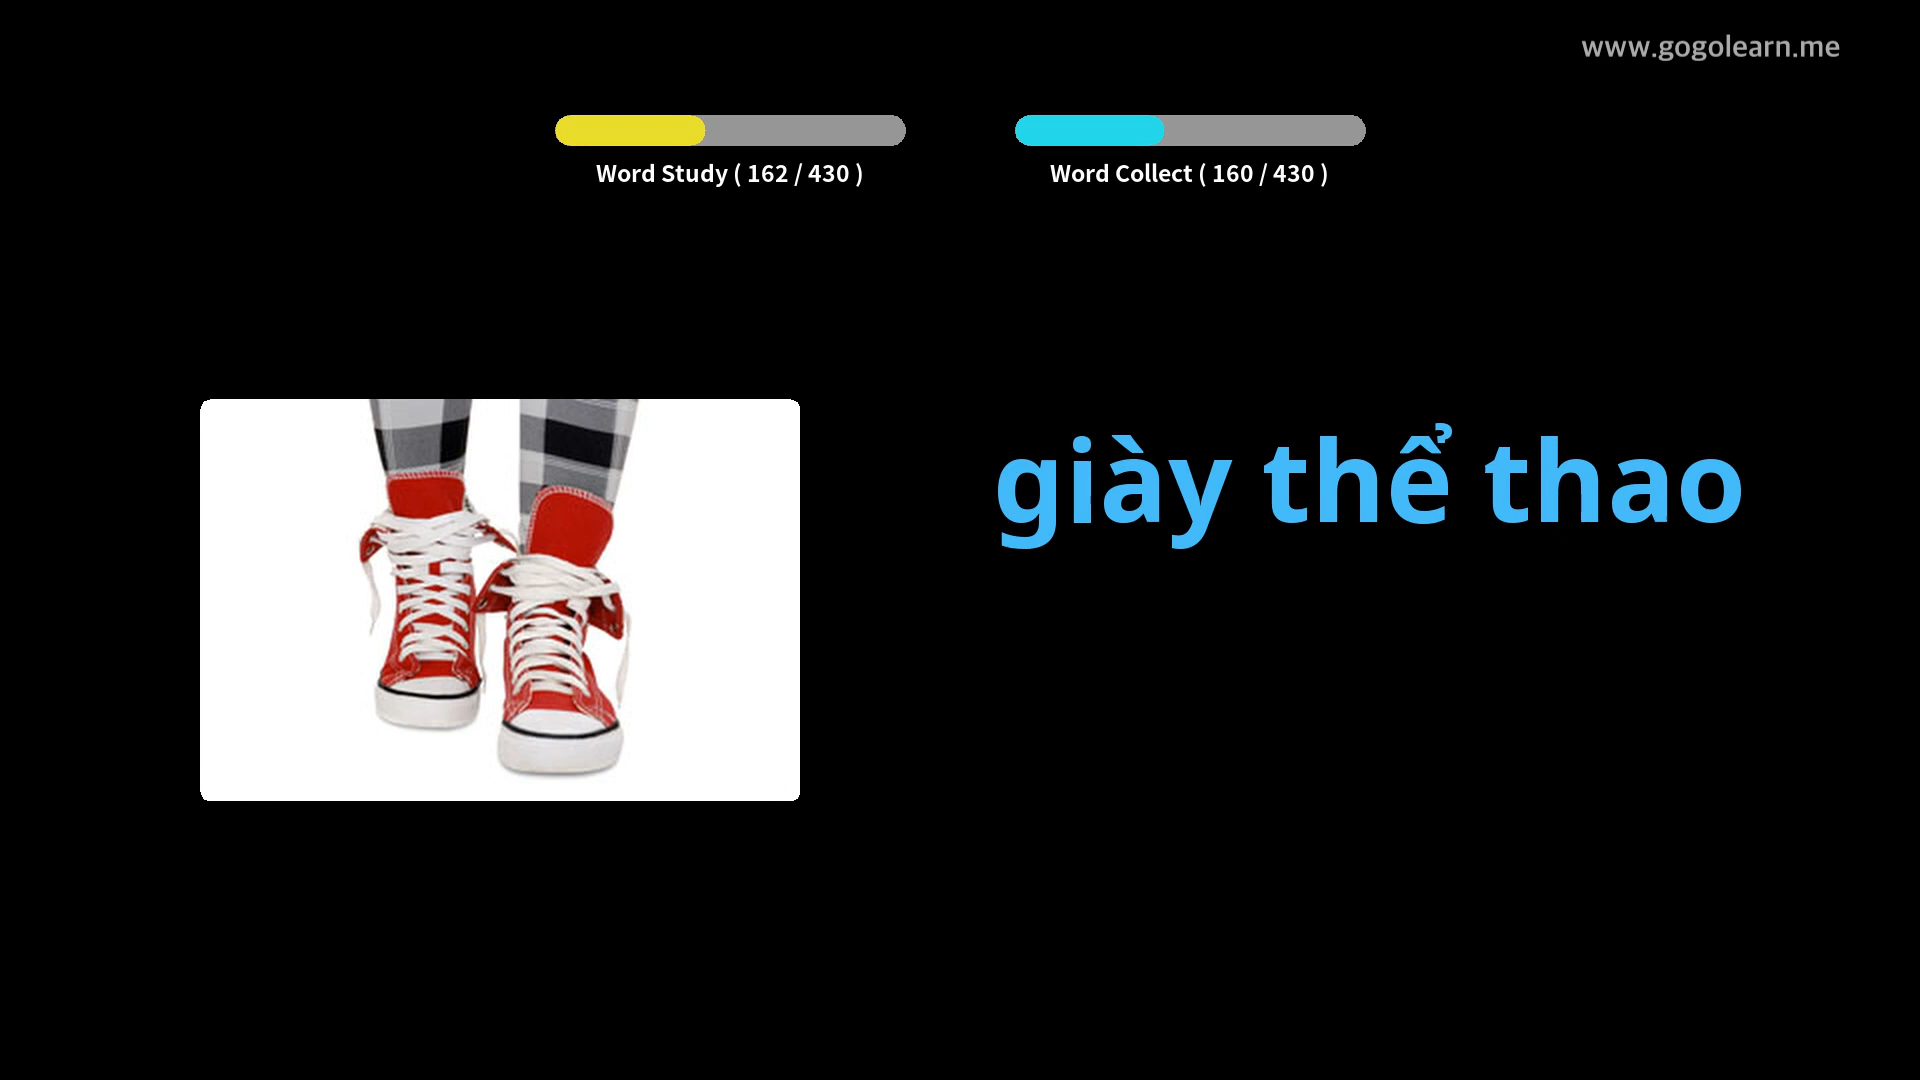 www.gogolearn.me
Word Study ( 162 / 430 )
Word Collect ( 160 / 430 )
giày thể thao